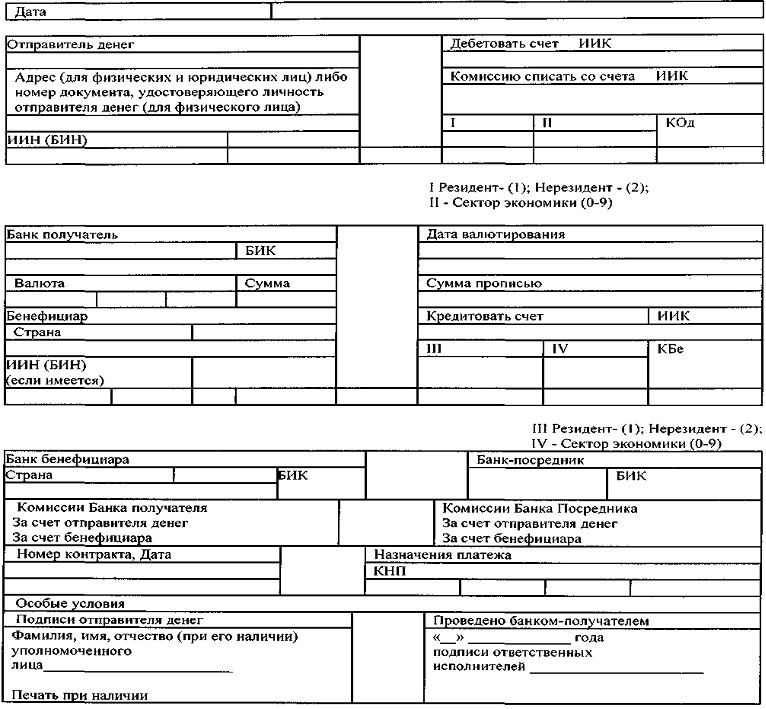 Дата
Отправитель денег
Дебетовать счет ИИК
Адрес (для физических и юридических лиц) либо
номер документа, удостоверяющего личность
отправителя денег (для физического лица)
Комиссию списать со счета ИИК
I II КОд
ИИН (БИН)
I Резидент- (1); Нерезидент - (2);
II - Сектор экономики (0-9)
Банк получатель
Дата валютирования
БИК
Валюта Сумма
Сумма прописью
Бенефициар
Кредитовать счет ИИК
Страна
III IV КБе
ИИН (БИН)
(если имеется)
III Резидент- (1); Нерезидент - (2);
IV - Сектор экономики (0-9)
Банк бенефициара
Банк-посредник
Страна БИК
БИК
Комиссии Банка получателя
За счет отправителя денег
За счет бенефициара
Комиссии Банка Посредника
За счет отправителя денег
За счет бенефициара
Номер контракта, Дата
Назначения платежа
КНП
Особые условия
Подписи отправителя денег
Фамилия, имя, отчество (при его наличии)
уполномоченного
лица____________________________
Печать при наличии
Проведено банком-получателем
«__» _______________ года
подписи ответственных
исполнителей _________________________